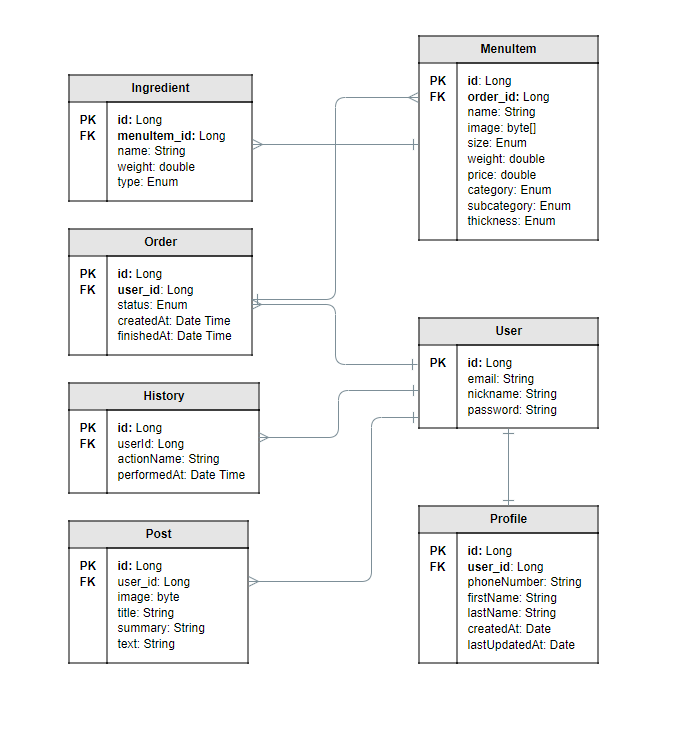 Ingredient
PK id: Long
FK menuItem_id: Long
name: String
weight: double
type: Enum
MenuItem
PK id: Long
FK order_id: Long
name: String
image: byte[]
size: Enum
weight: double
price: double
category: Enum
subcategory: Enum
thickness: Enum
Order
PK id: Long
FK user_id: Long
status: Enum
createdAt: Date Time
finishedAt: Date Time
User
PK id: Long
email: String
nickname: String
password: String
History
PK id: Long
FK userId: Long
actionName: String
performedAt: Date Time
Post
PK id: Long
FK user_id: Long
image: byte
title: String
summary: String
text: String
Profile
PK id: Long
FK user_id: Long
phoneNumber: String
firstName: String
lastName: String
createdAt: Date
lastUpdatedAt: Date